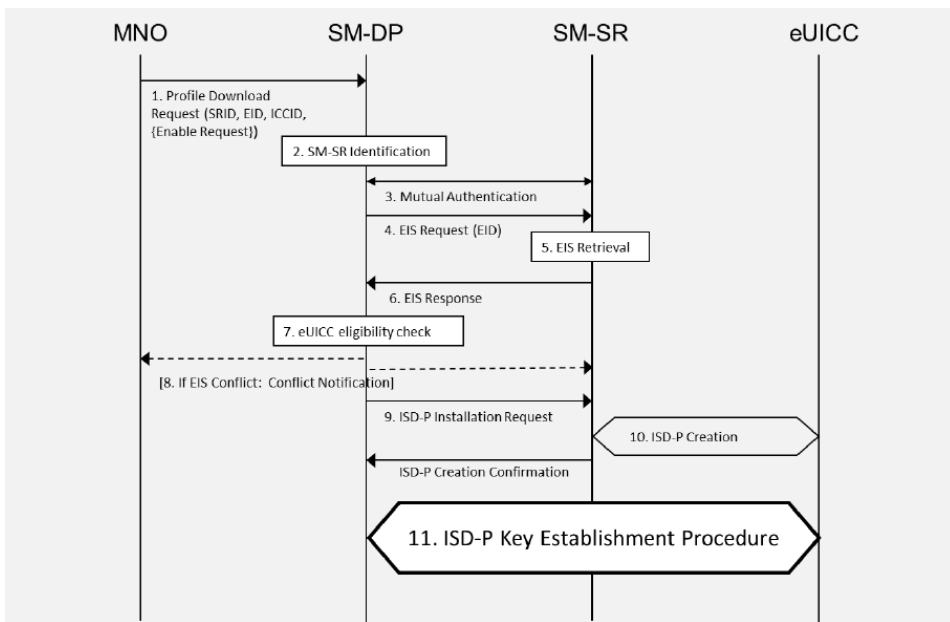 MNO
SM-DP
SM-SR
eUICC
1. Profile Download
Request (SRID, EID, ICCID,
{Enable Request})
2. SM-SR Identification
3. Mutual Authentication
4. EIS Request (EID)
5. EIS Retrieval
6. EIS Response
7. eUICC eligibility check
[8. If EIS Conflict: Conflict Notification]
9. ISD-P Installation Request
10. ISD-P Creation
ISD-P Creation Confirmation
11. ISD-P Key Establishment Procedure